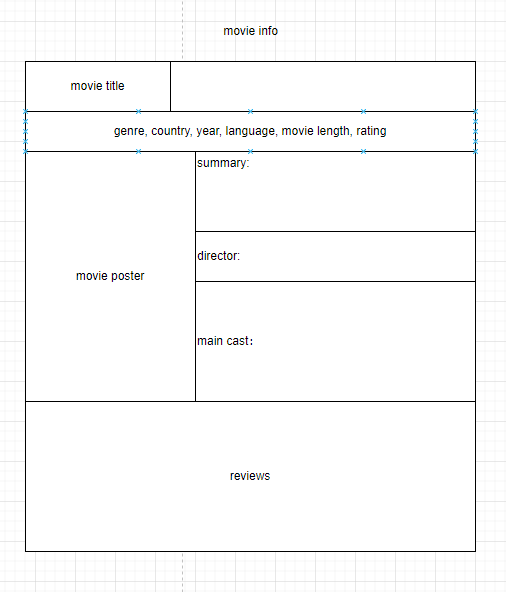 movie info
movie title
genre, country, year, language, movie length, rating
summary:
director:
movie poster
main cast：
reviews